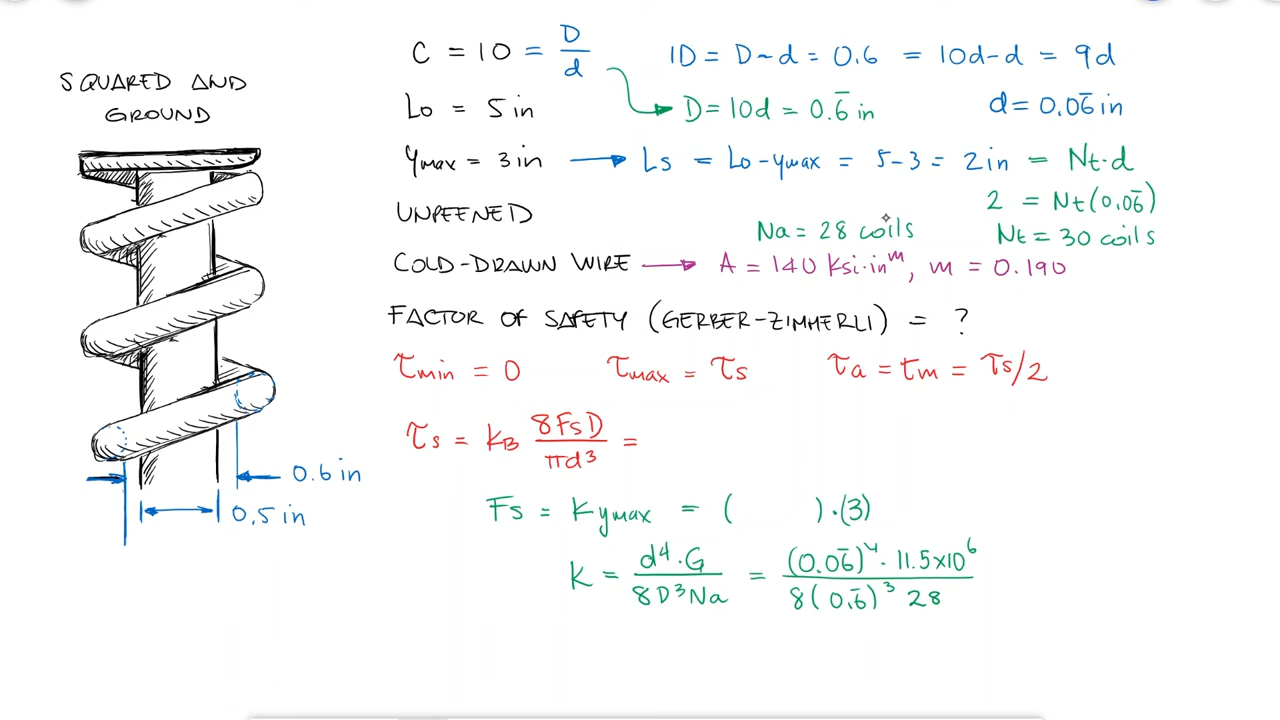 SQUARED AND
GROUND
C = 10 = D/d
ID = D-d = 0.6 = 10d-d = 9d
Lo = 5 in
D = 10d = 0.6̅ in
d = 0.06̅ in
ymax = 3 in → Ls = Lo-ymax = 5-3 = 2 in = Nt·d
2 = Nt(0.06̅)
UNPEENED
Na = 28 coils
Nt = 30 coils
COLD-DRAWN WIRE → A = 140 ksi·in^m, m = 0.190
FACTOR OF SAFETY (GERBER-ZIMMERLI) = ?
τmin = 0 τmax = τs τa = τm = τs/2
τs = KB 8FsD/πd³ =
0.6 in
0.5 in
Fs = Kymax = ( )·(3)
K = d⁴·G/8D³Na = (0.06̅)⁴·11.5x10⁶/8(0.6̅)³ 28